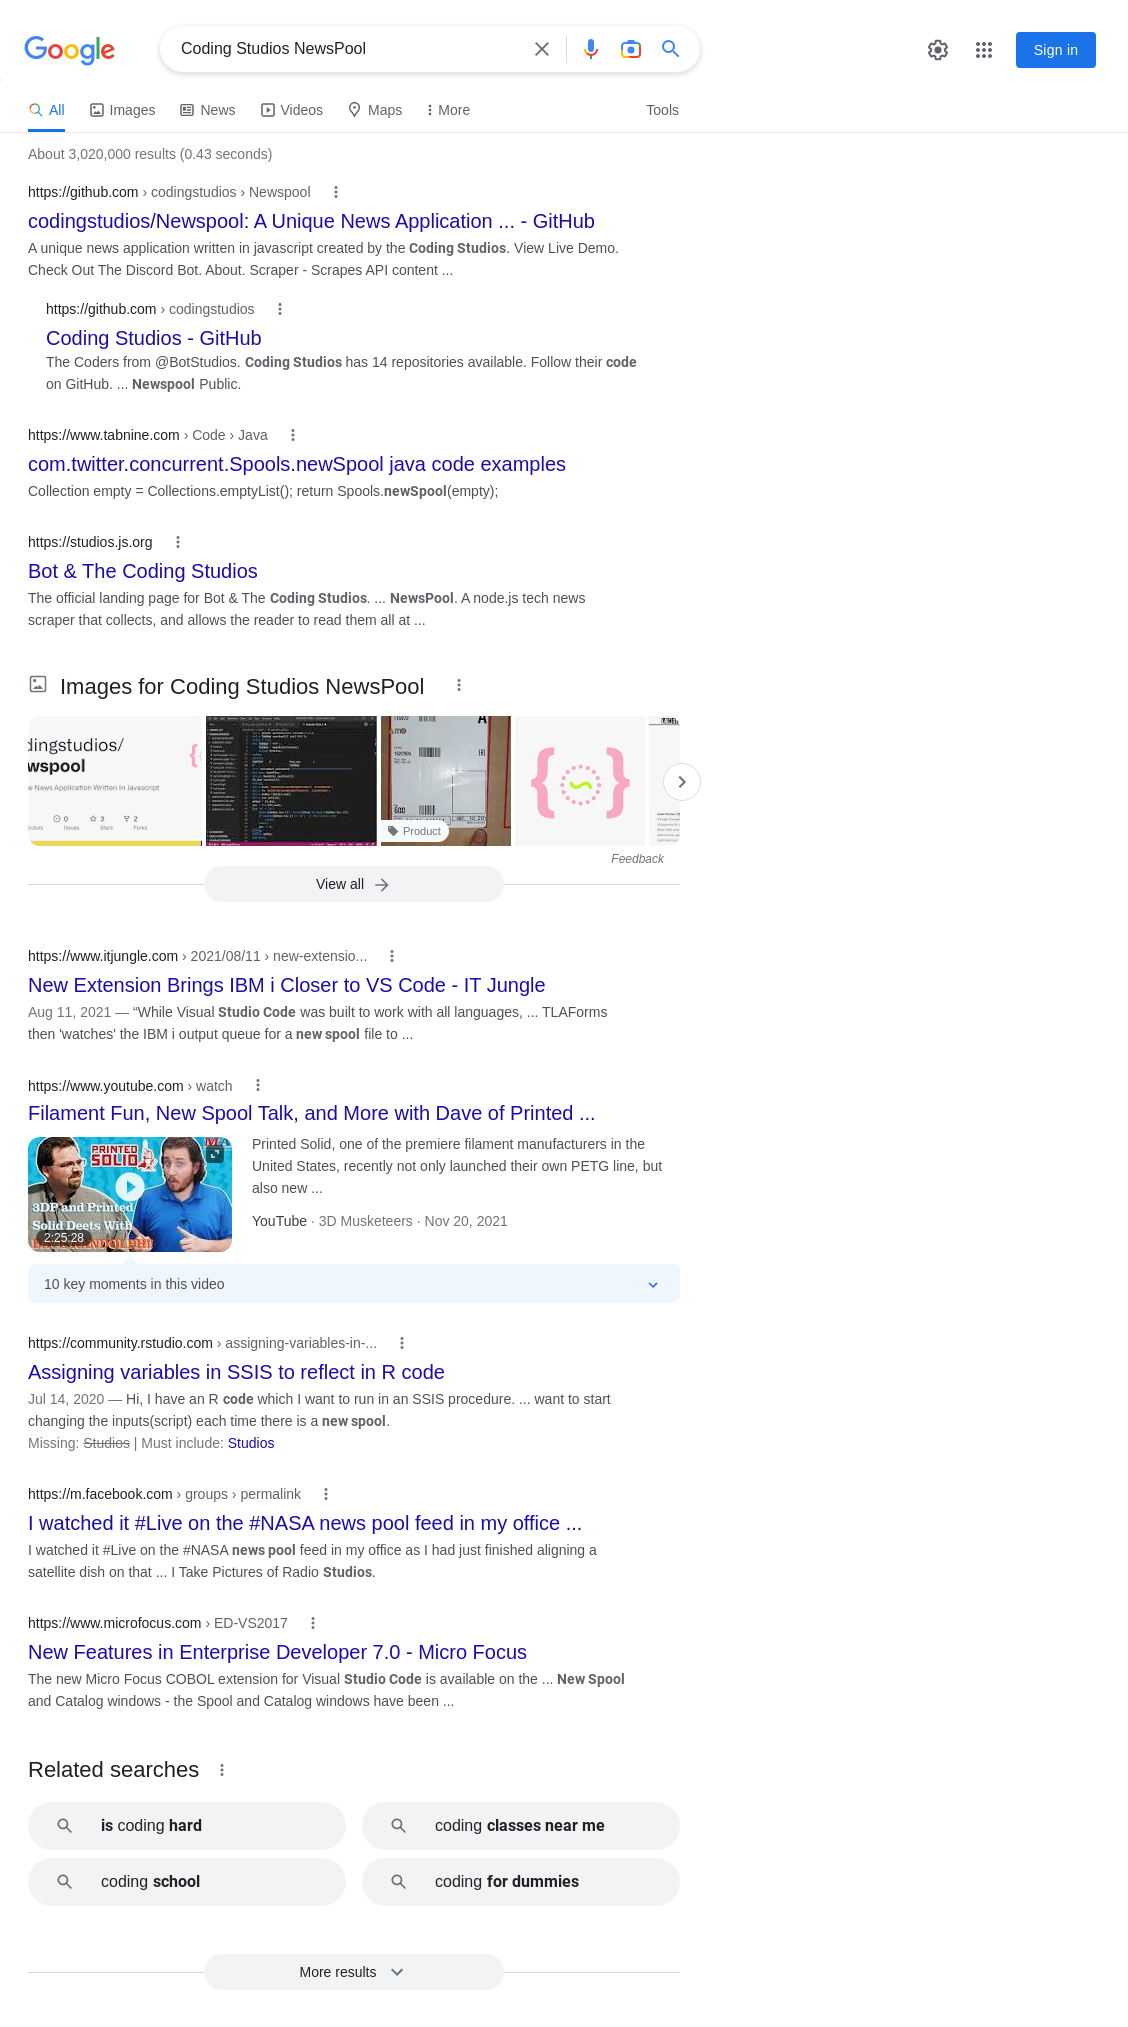 Google
Coding Studios NewsPool
Sign in
All Images News Videos Maps More Tools
About 3,020,000 results (0.43 seconds)
https://github.com › codingstudios › Newspool
codingstudios/Newspool: A Unique News Application ... - GitHub
A unique news application written in javascript created by the Coding Studios. View Live Demo.
Check Out The Discord Bot. About. Scraper - Scrapes API content ...
https://github.com › codingstudios
Coding Studios - GitHub
The Coders from @BotStudios. Coding Studios has 14 repositories available. Follow their code
on GitHub. ... Newspool Public.
https://www.tabnine.com › Code › Java
com.twitter.concurrent.Spools.newSpool java code examples
Collection empty = Collections.emptyList(); return Spools.newSpool(empty);
https://studios.js.org
Bot & The Coding Studios
The official landing page for Bot & The Coding Studios. ... NewsPool. A node.js tech news
scraper that collects, and allows the reader to read them all at ...
Images for Coding Studios NewsPool
dingstudios/
wspool
e News Application Written In Javascript
0 3 2
utors Issues Stars Forks
Product
Feedback
View all
https://www.itjungle.com › 2021/08/11 › new-extensio...
New Extension Brings IBM i Closer to VS Code - IT Jungle
Aug 11, 2021 — “While Visual Studio Code was built to work with all languages, ... TLAForms
then 'watches' the IBM i output queue for a new spool file to ...
https://www.youtube.com › watch
Filament Fun, New Spool Talk, and More with Dave of Printed ...
PRINTED
SOLID
3DP and Printed
Solid Deets With
2:25:28
Printed Solid, one of the premiere filament manufacturers in the
United States, recently not only launched their own PETG line, but
also new ...
YouTube · 3D Musketeers · Nov 20, 2021
10 key moments in this video
https://community.rstudio.com › assigning-variables-in-...
Assigning variables in SSIS to reflect in R code
Jul 14, 2020 — Hi, I have an R code which I want to run in an SSIS procedure. ... want to start
changing the inputs(script) each time there is a new spool.
Missing: Studios | Must include: Studios
https://m.facebook.com › groups › permalink
I watched it #Live on the #NASA news pool feed in my office ...
I watched it #Live on the #NASA news pool feed in my office as I had just finished aligning a
satellite dish on that ... I Take Pictures of Radio Studios.
https://www.microfocus.com › ED-VS2017
New Features in Enterprise Developer 7.0 - Micro Focus
The new Micro Focus COBOL extension for Visual Studio Code is available on the ... New Spool
and Catalog windows - the Spool and Catalog windows have been ...
Related searches
is coding hard
coding classes near me
coding school
coding for dummies
More results